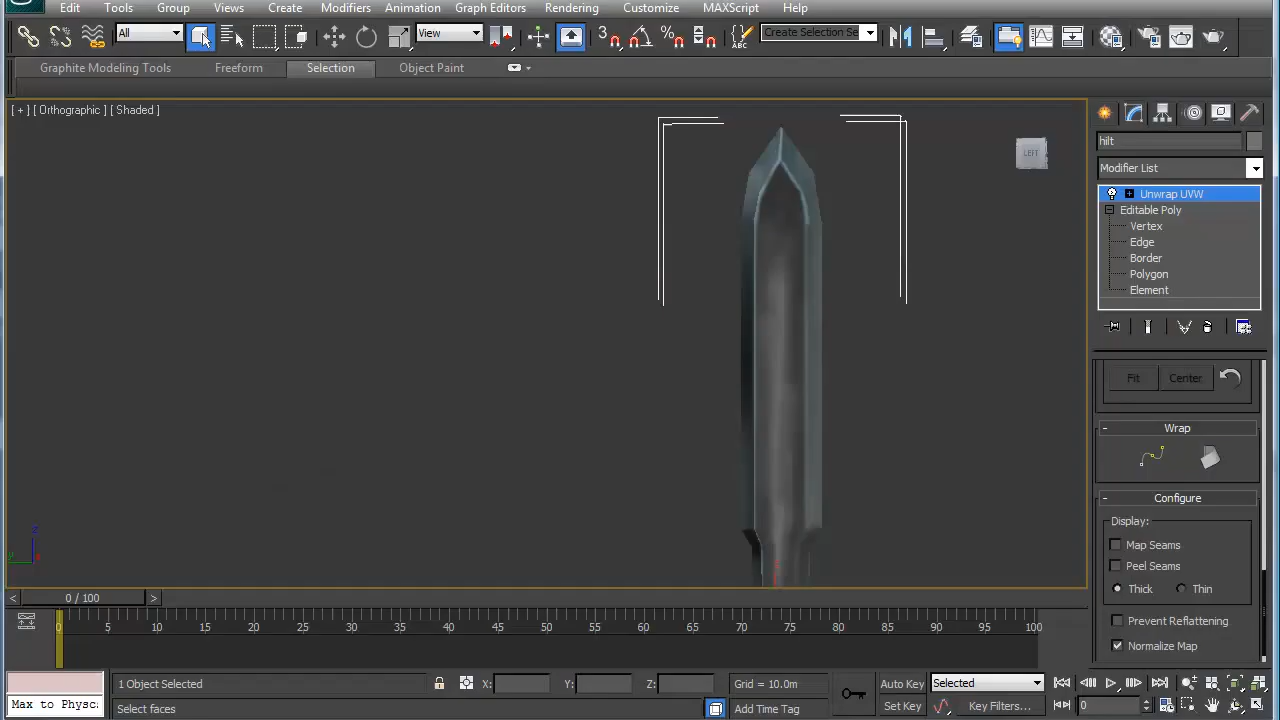 Edit Tools Group Views Create Modifiers Animation Graph Editors Rendering Customize MAXScript Help
All View 3 Create Selection Se
Graphite Modeling Tools Freeform Selection Object Paint
[ + ] [ Orthographic ] [ Shaded ]
LEFT
hilt
Modifier List
Unwrap UVW
Editable Poly
Vertex
Edge
Border
Polygon
Element
Fit Center
Wrap
Configure
Display:
Map Seams
Peel Seams
Thick Thin
Prevent Reflattening
Normalize Map
z
< 0 / 100 >
0 5 10 15 20 25 30 35 40 45 50 55 60 65 70 75 80 85 90 95 100
1 Object Selected X: Y: Z: Grid = 10.0m Auto Key Selected
Max to Physca Select faces Add Time Tag Set Key Key Filters... 0